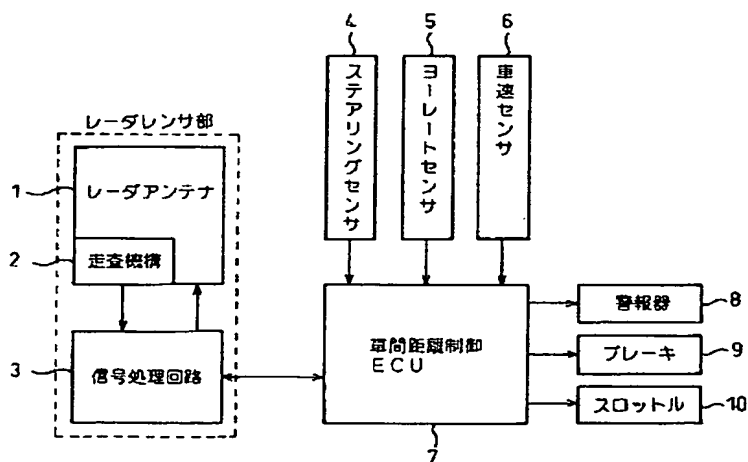 4
5
6
ステアリングセンサ
ヨーレートセンサ
車速センサ
レーダレンサ部
1
レーダアンテナ
2
走査機構
3
信号処理回路
車間距離制御
ECU
7
警報器
8
ブレーキ
9
スロットル
10